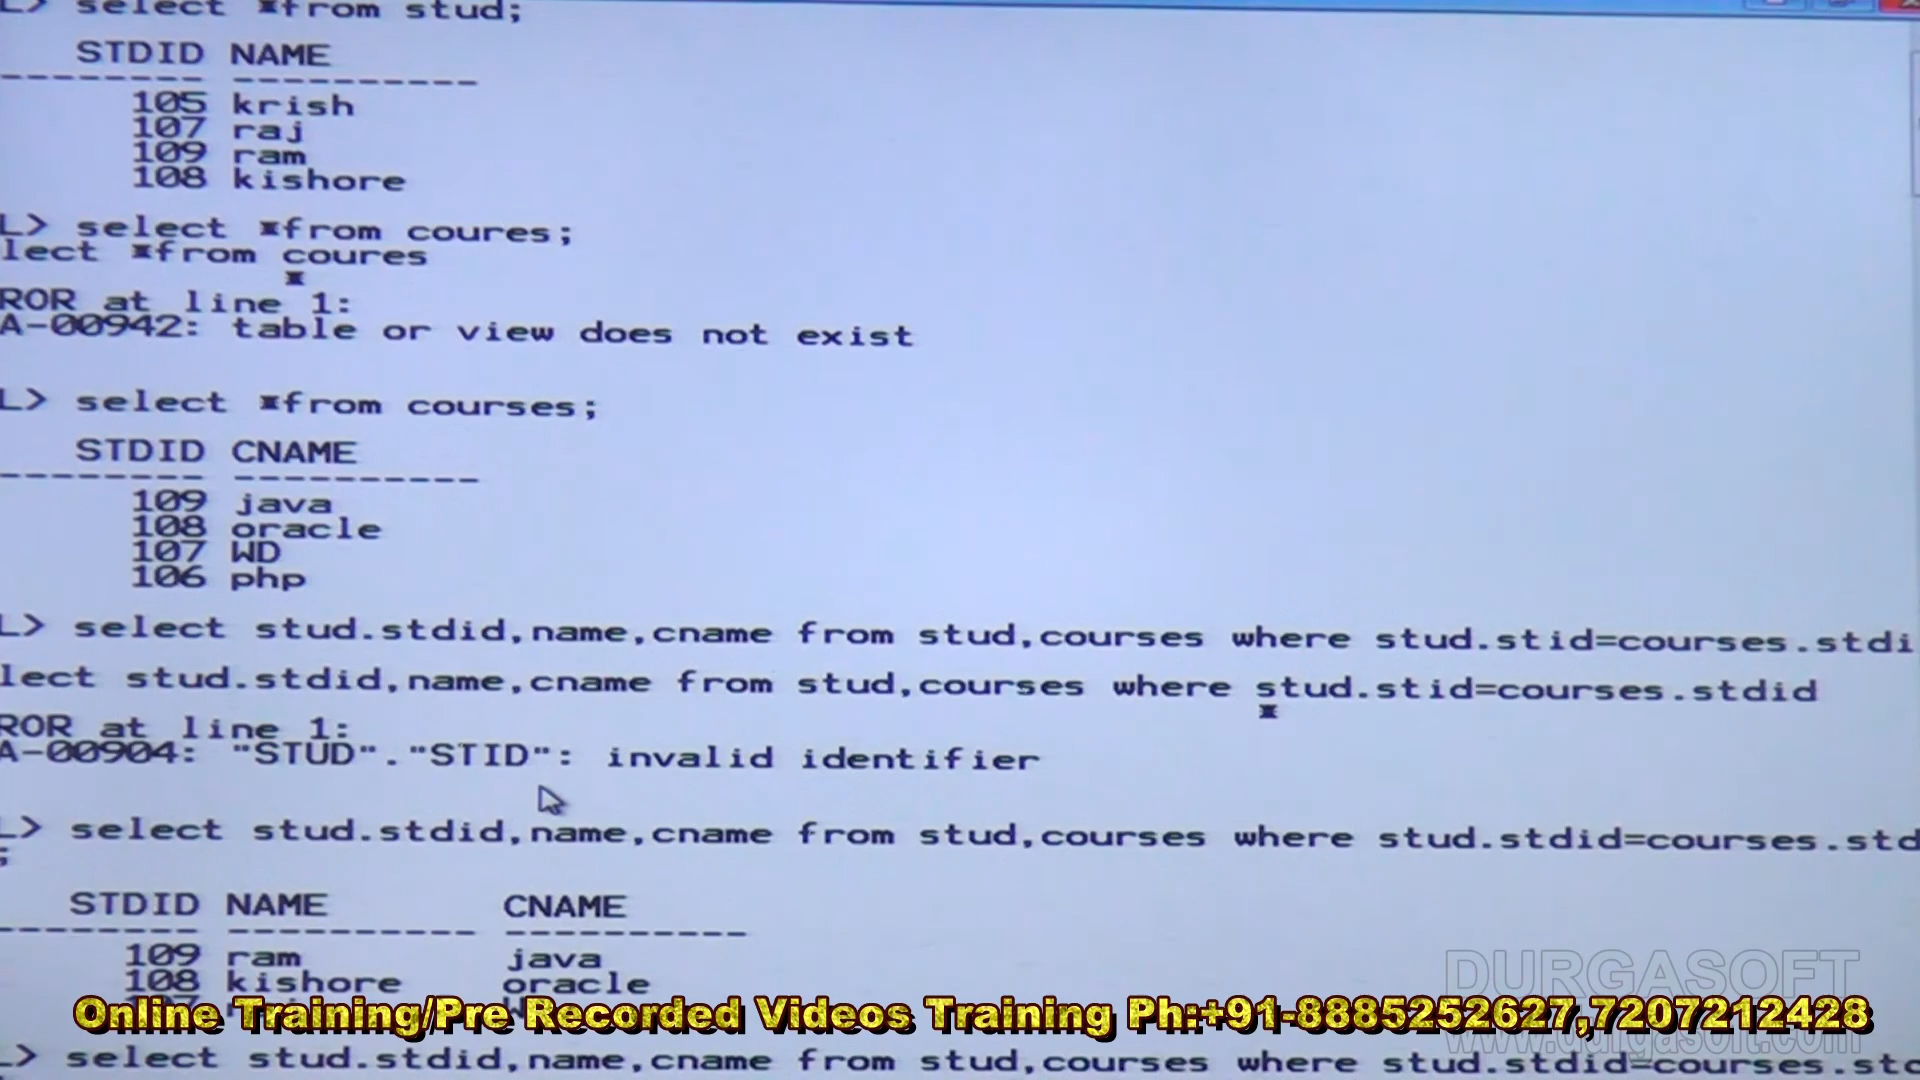 L> select *from stud;
STDID NAME
-------- ----------
105 krish
107 raj
109 ram
108 kishore
L> select *from coures;
lect *from coures
*
ROR at line 1:
A-00942: table or view does not exist
L> select *from courses;
STDID CNAME
-------- ----------
109 java
108 oracle
107 WD
106 php
L> select stud.stdid,name,cname from stud,courses where stud.stid=courses.stdi
lect stud.stdid,name,cname from stud,courses where stud.stid=courses.stdid
*
ROR at line 1:
A-00904: "STUD"."STID": invalid identifier
L> select stud.stdid,name,cname from stud,courses where stud.stdid=courses.std
;
STDID NAME CNAME
-------- ---------- ----------
109 ram java
108 kishore oracle
DURGASOFT
Online Training/Pre Recorded Videos Training Ph:+91-8885252627,7207212428
www.durgasoft.com
L> select stud.stdid,name,cname from stud,courses where stud.stdid=courses.std